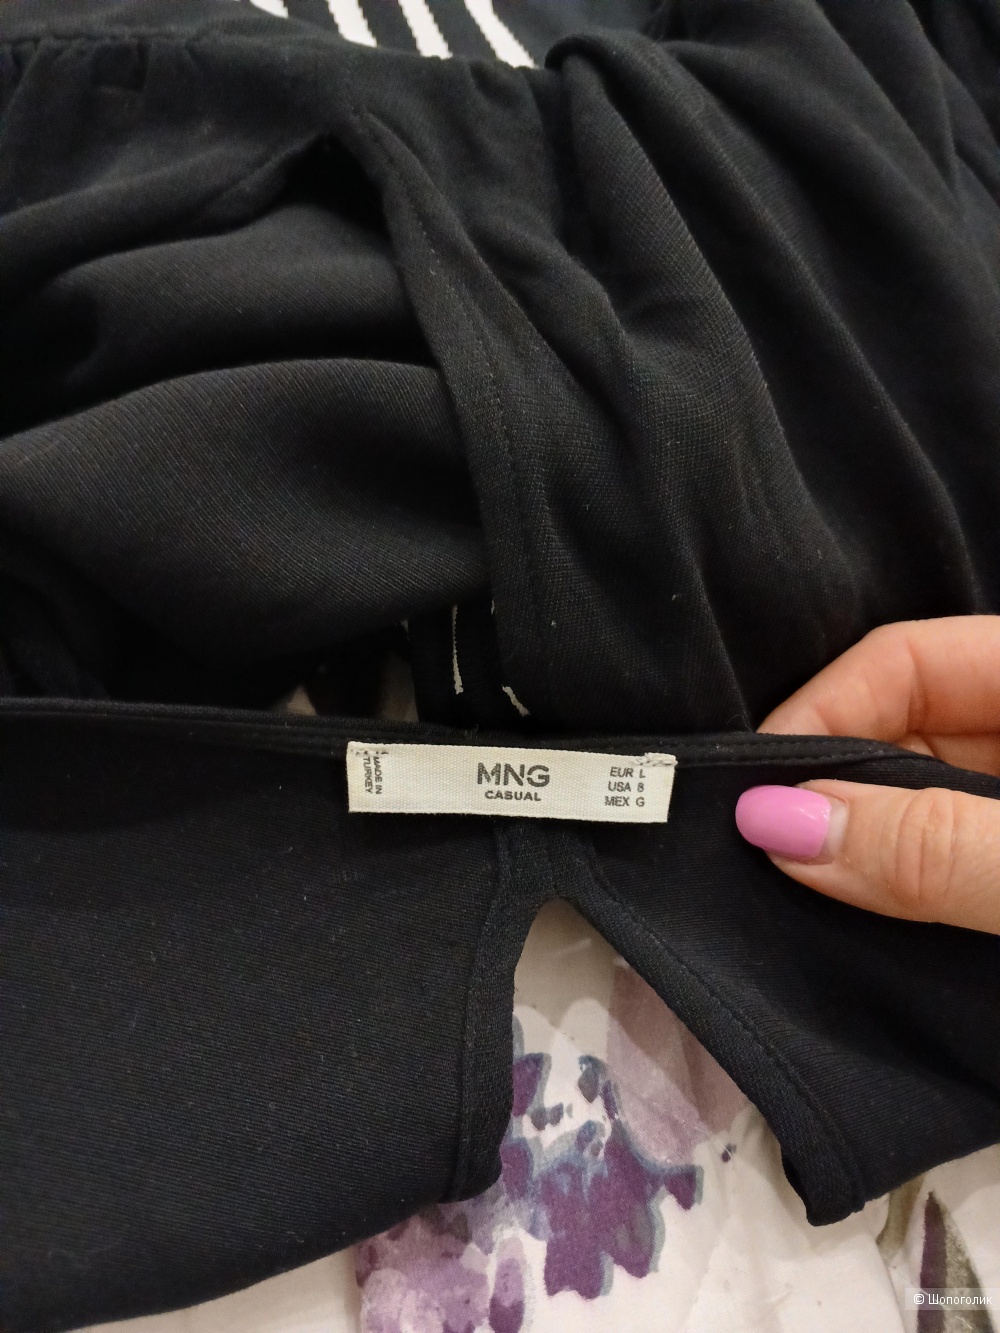 MADE IN
TURKEY
MNG
CASUAL
EUR L
USA 8
MEX G
© Шопоголик